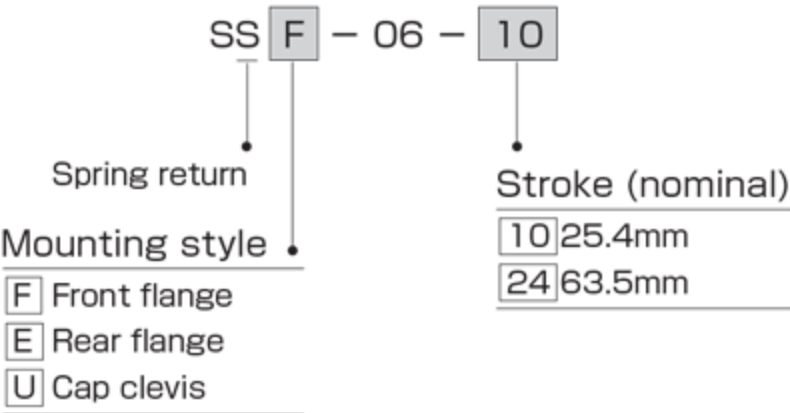 SS F - 06 - 10
Spring return
Mounting style
F Front flange
E Rear flange
U Cap clevis
Stroke (nominal)
10 25.4mm
24 63.5mm